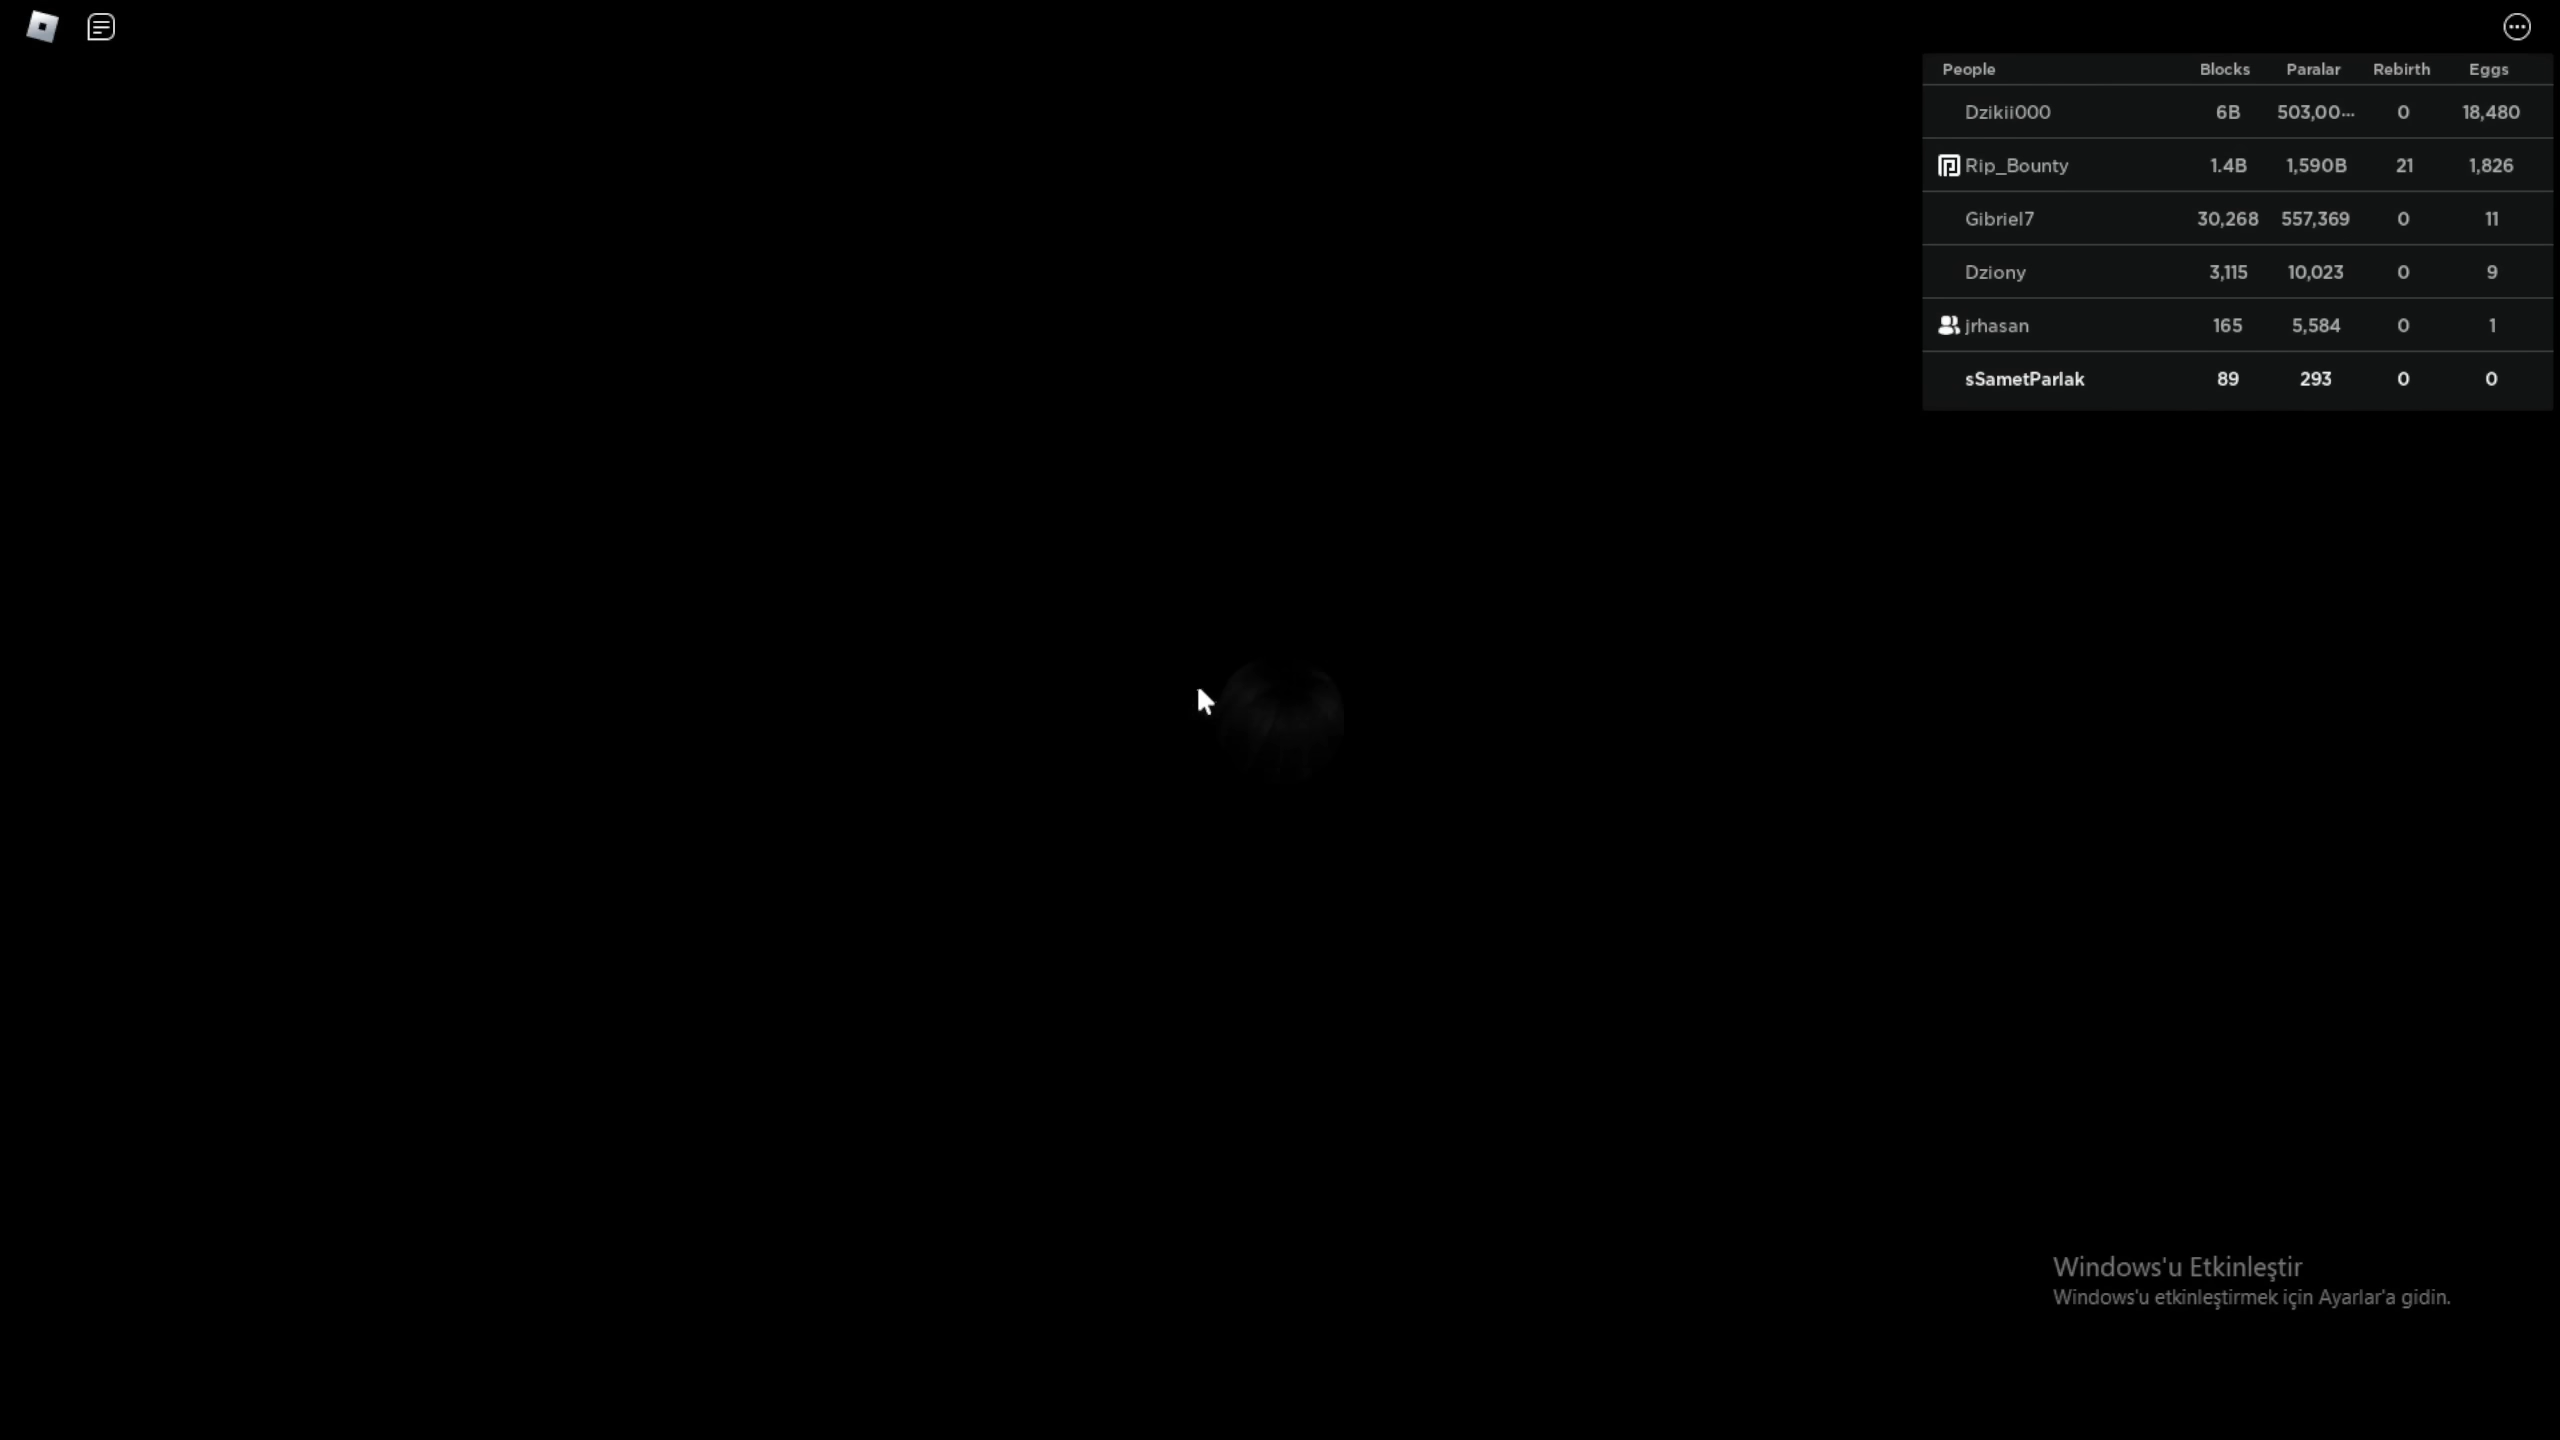 People Blocks Paralar Rebirth Eggs
Dzikii000 6B 503,00... 0 18,480
Rip_Bounty 1.4B 1,590B 21 1,826
Gibriel7 30,268 557,369 0 11
Dziony 3,115 10,023 0 9
jrhasan 165 5,584 0 1
sSametParlak 89 293 0 0
Windows'u Etkinleştir
Windows'u etkinleştirmek için Ayarlar'a gidin.